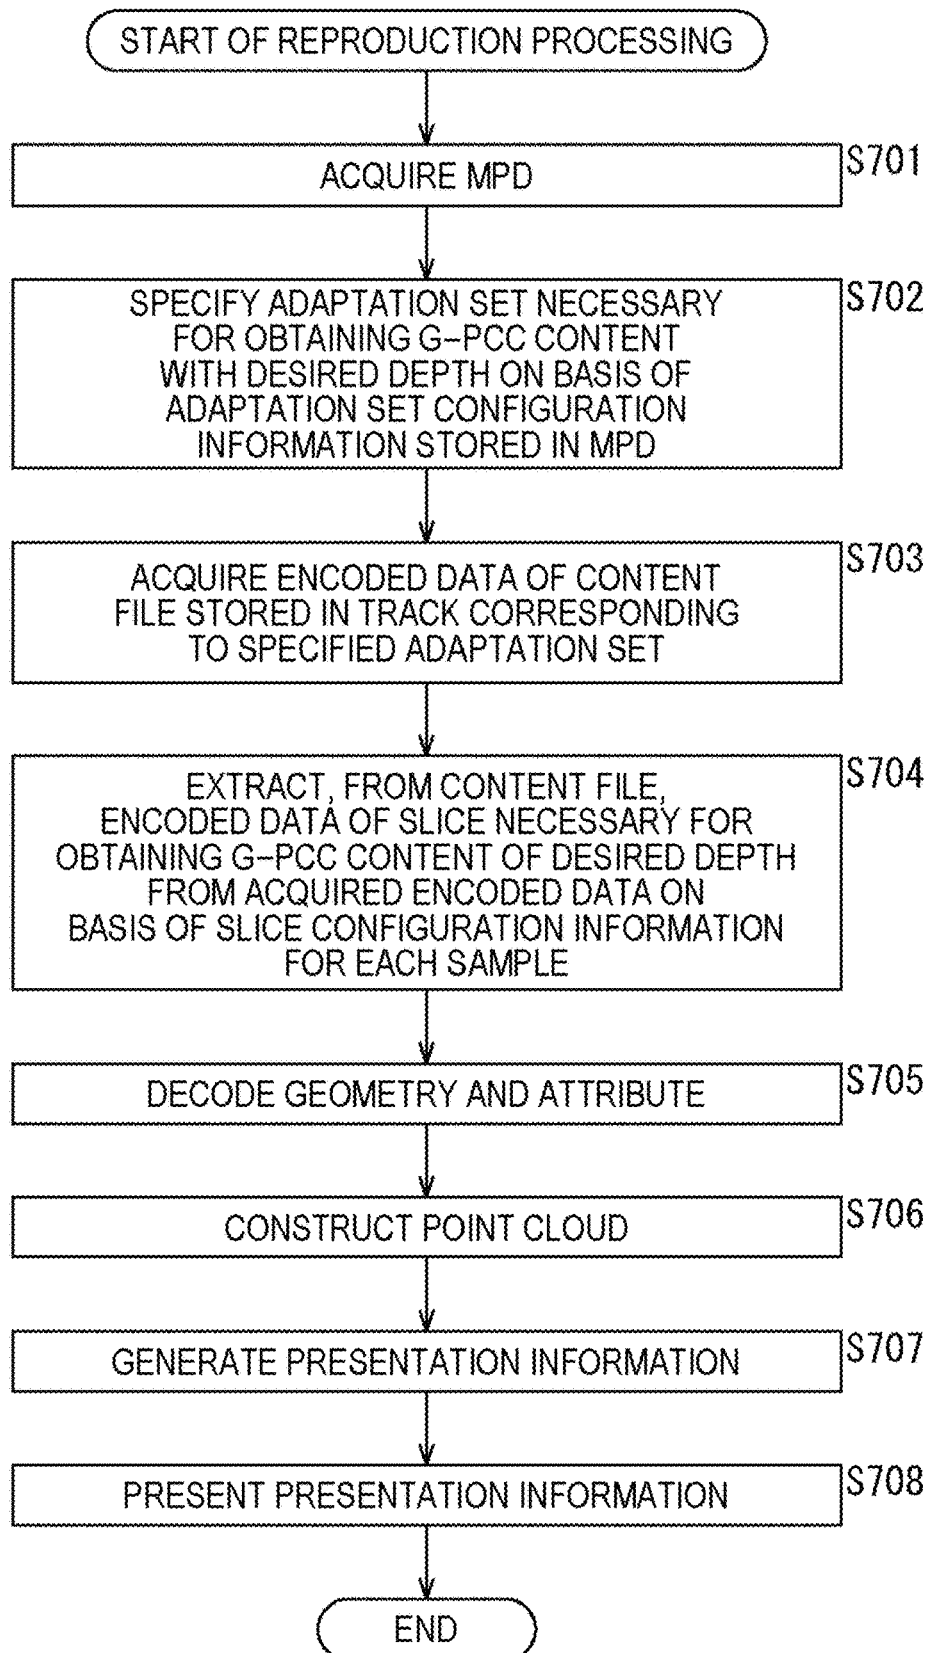 START OF REPRODUCTION PROCESSING
ACQUIRE MPD
S701
SPECIFY ADAPTATION SET NECESSARY
FOR OBTAINING G-PCC CONTENT
WITH DESIRED DEPTH ON BASIS OF
ADAPTATION SET CONFIGURATION
INFORMATION STORED IN MPD
S702
ACQUIRE ENCODED DATA OF CONTENT
FILE STORED IN TRACK CORRESPONDING
TO SPECIFIED ADAPTATION SET
S703
EXTRACT, FROM CONTENT FILE,
ENCODED DATA OF SLICE NECESSARY FOR
OBTAINING G-PCC CONTENT OF DESIRED DEPTH
FROM ACQUIRED ENCODED DATA ON
BASIS OF SLICE CONFIGURATION INFORMATION
FOR EACH SAMPLE
S704
DECODE GEOMETRY AND ATTRIBUTE
S705
CONSTRUCT POINT CLOUD
S706
GENERATE PRESENTATION INFORMATION
S707
PRESENT PRESENTATION INFORMATION
S708
END